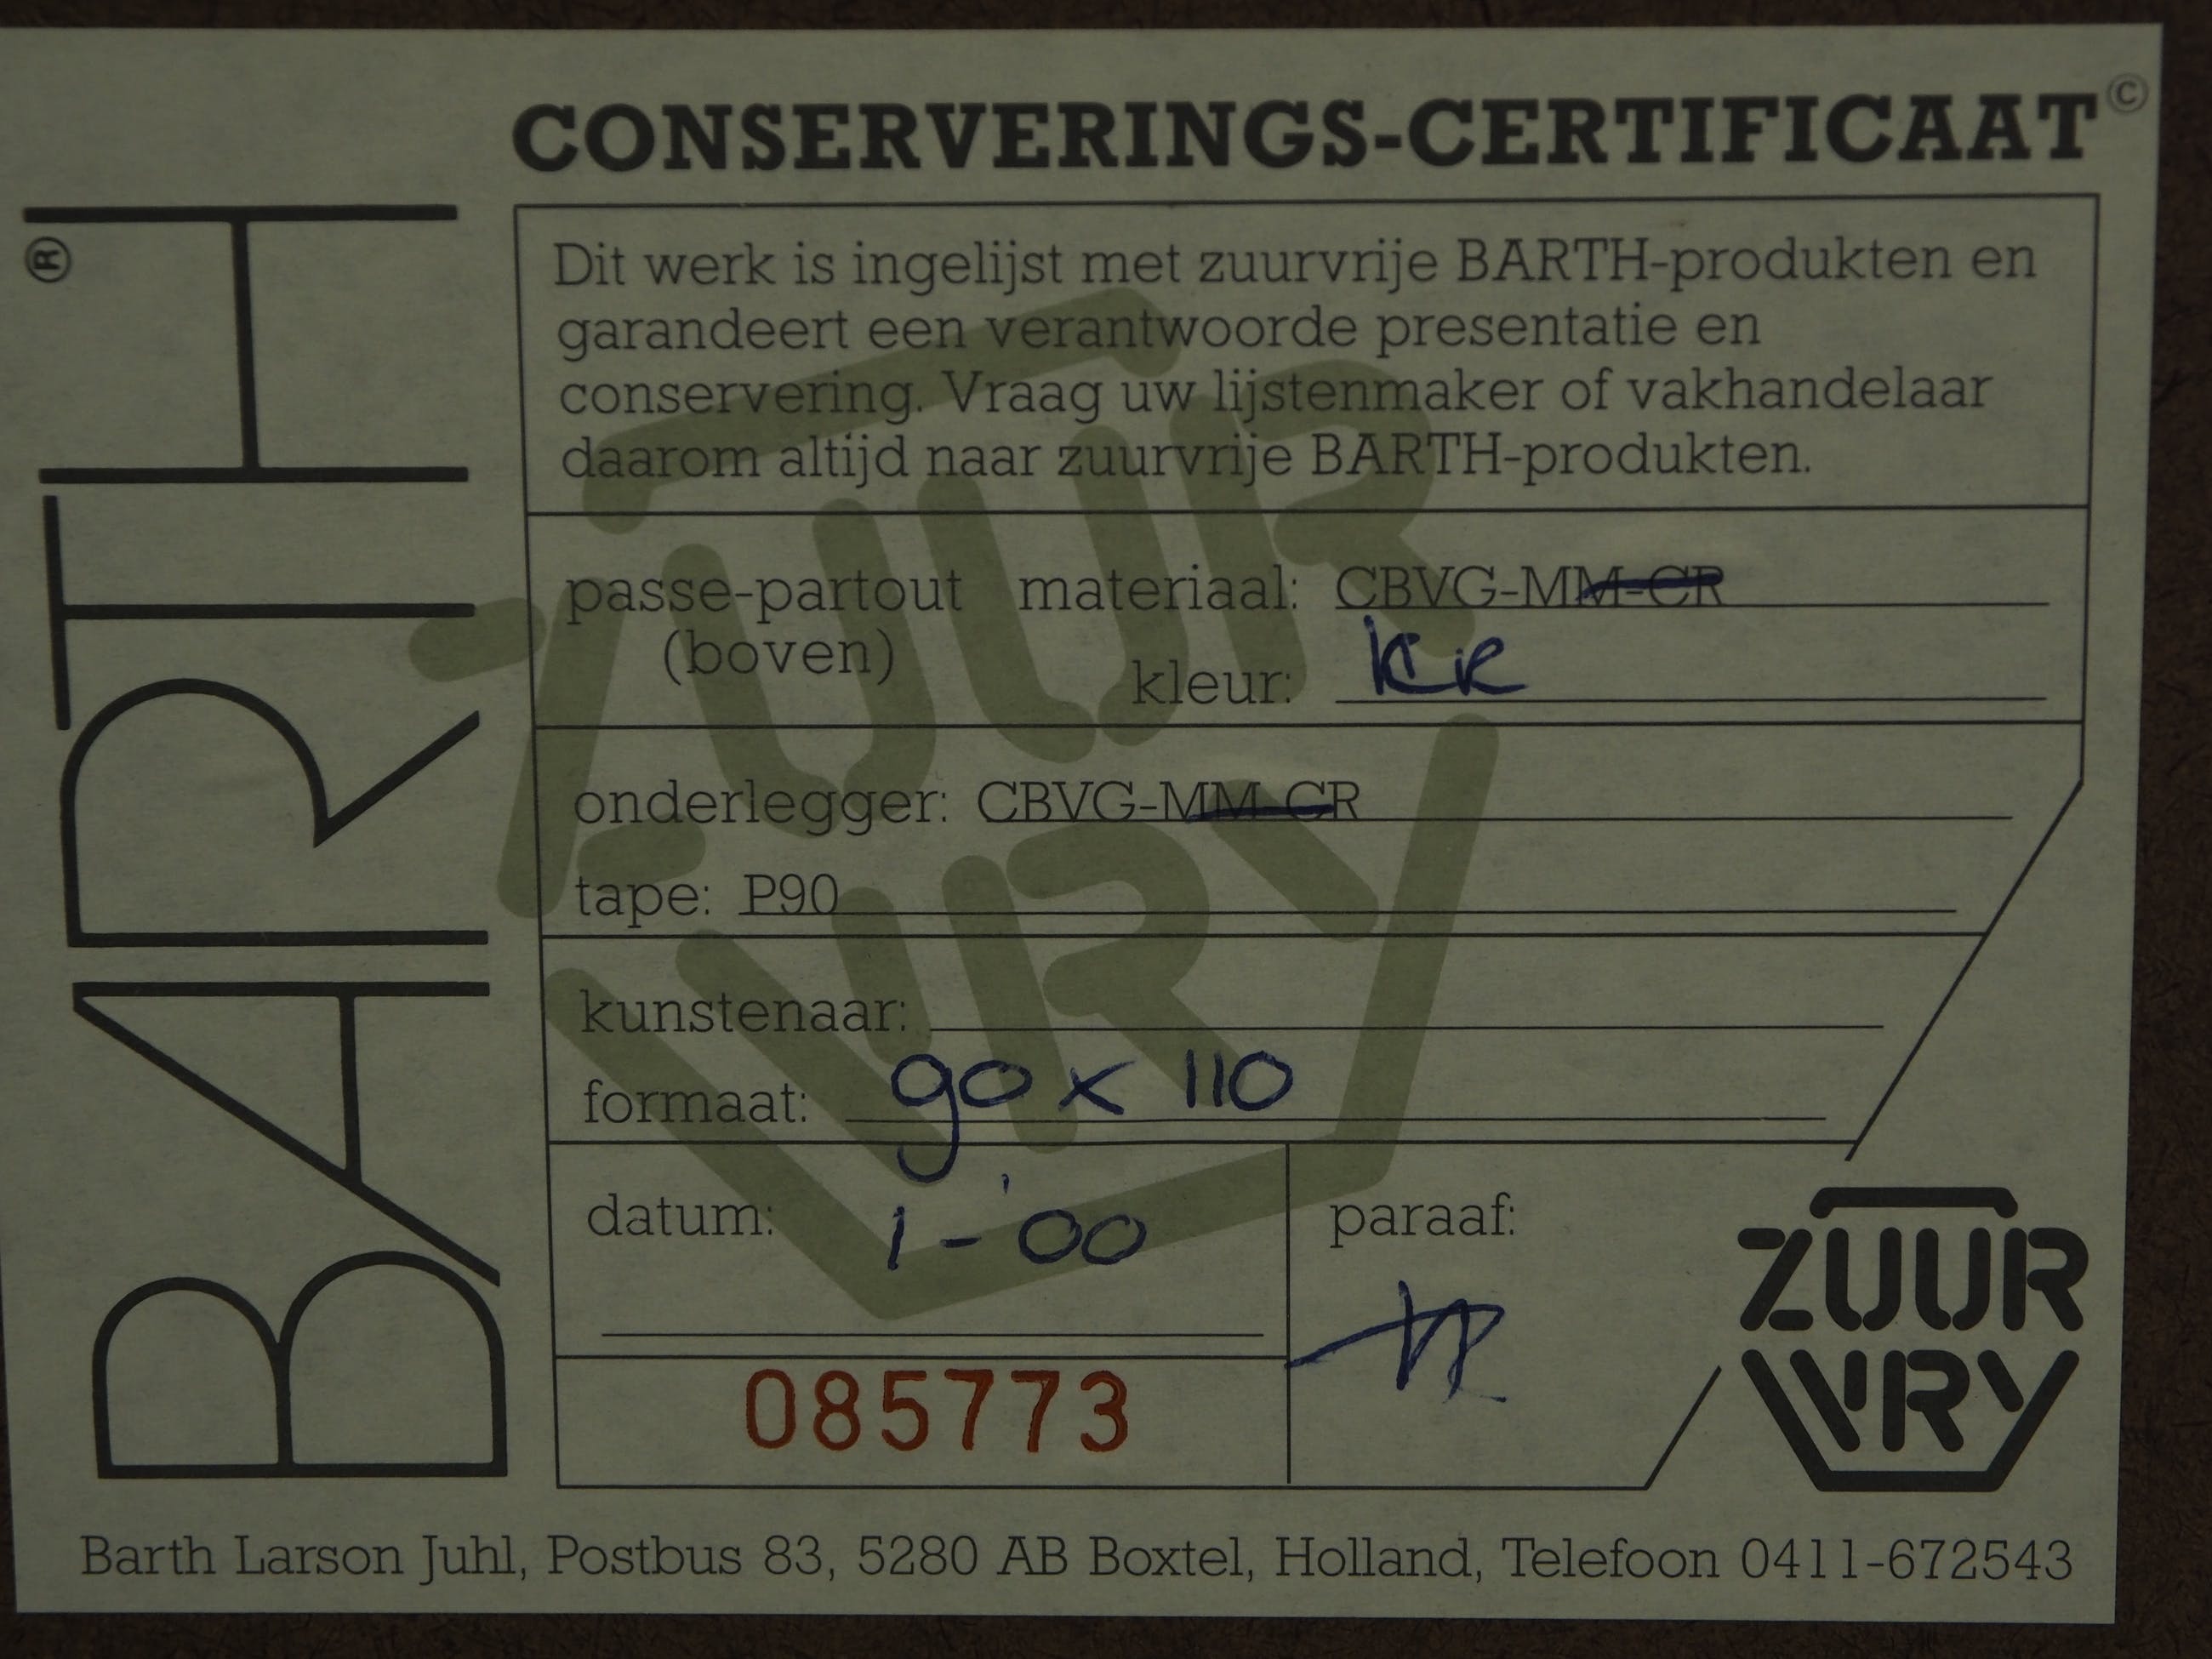 CONSERVERINGS-CERTIFICAAT©
BARTH®
Dit werk is ingelijst met zuurvrije BARTH-produkten en
garandeert een verantwoorde presentatie en
conservering. Vraag uw lijstenmaker of vakhandelaar
daarom altijd naar zuurvrije BARTH-produkten.
passe-partout materiaal: CBVG-MM-CR
(boven)
kleur: KR
onderlegger: CBVG-MM-CR
tape: P90
kunstenaar:
formaat: 90 x 110
datum: 1-'00
paraaf:
085773
ZUUR
VRY
ZUUR
VRY
Barth Larson Juhl, Postbus 83, 5280 AB Boxtel, Holland, Telefoon 0411-672543